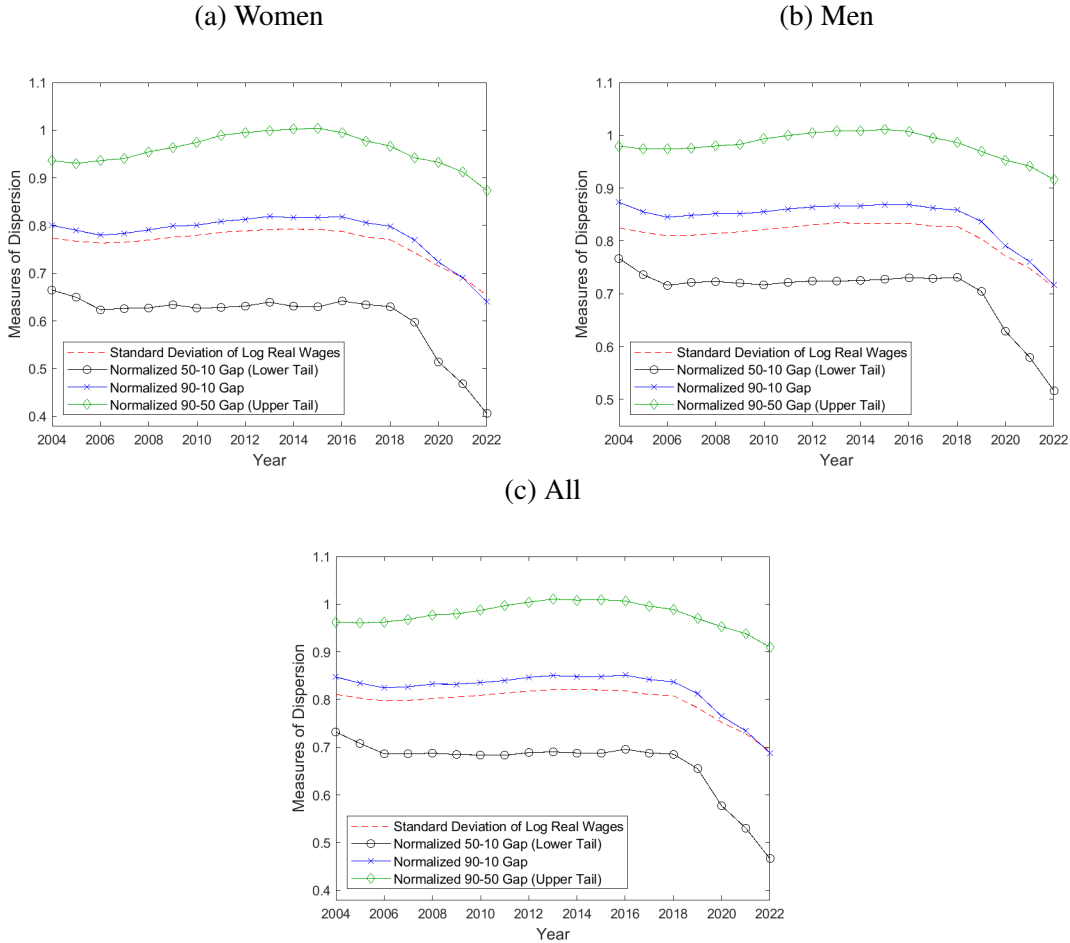 (a) Women
1.1
1
0.9
0.8
0.7
0.6
0.5
0.4
Measures of Dispersion
Standard Deviation of Log Real Wages
Normalized 50-10 Gap (Lower Tail)
Normalized 90-10 Gap
Normalized 90-50 Gap (Upper Tail)
2004 2006 2008 2010 2012 2014 2016 2018 2020 2022
Year
(b) Men
1.1
1
0.9
0.8
0.7
0.6
0.5
Measures of Dispersion
Standard Deviation of Log Real Wages
Normalized 50-10 Gap (Lower Tail)
Normalized 90-10 Gap
Normalized 90-50 Gap (Upper Tail)
2004 2006 2008 2010 2012 2014 2016 2018 2020 2022
Year
(c) All
1.1
1
0.9
0.8
0.7
0.6
0.5
0.4
Measures of Dispersion
Standard Deviation of Log Real Wages
Normalized 50-10 Gap (Lower Tail)
Normalized 90-10 Gap
Normalized 90-50 Gap (Upper Tail)
2004 2006 2008 2010 2012 2014 2016 2018 2020 2022
Year